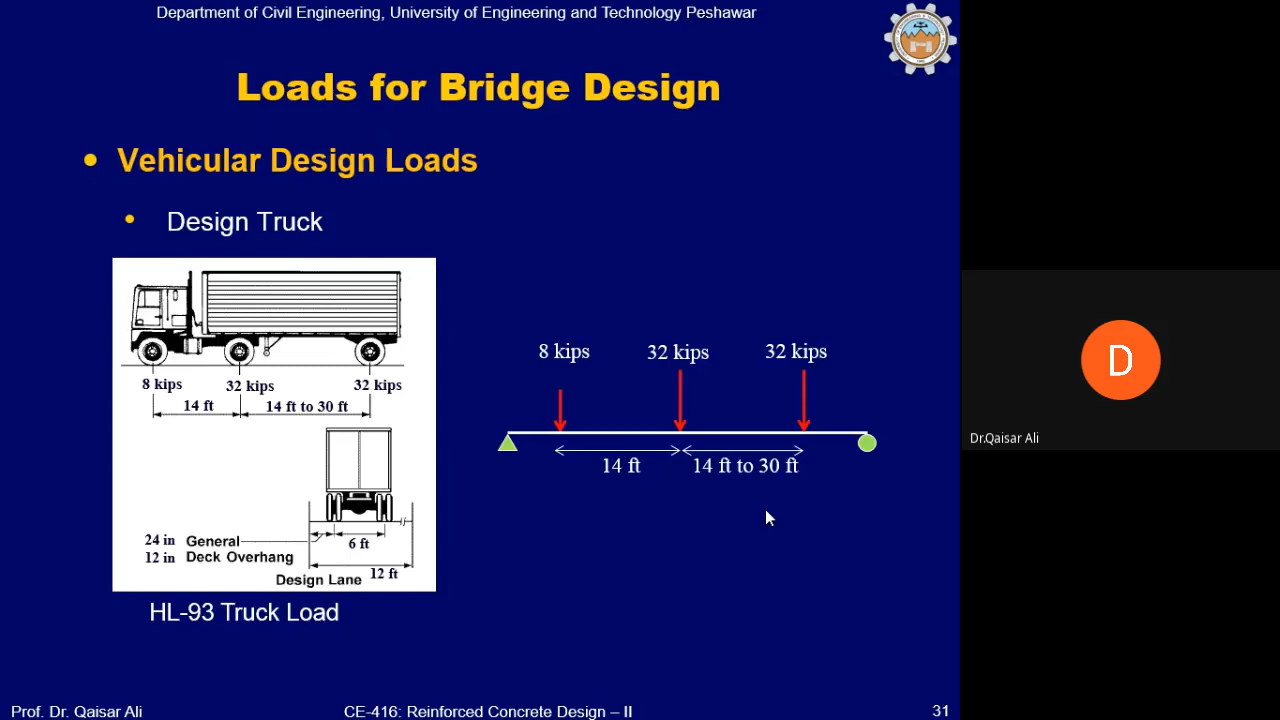 Department of Civil Engineering, University of Engineering and Technology Peshawar
Loads for Bridge Design
• Vehicular Design Loads
• Design Truck
8 kips
32 kips
32 kips
14 ft
14 ft to 30 ft
24 in General
12 in Deck Overhang
6 ft
Design Lane
12 ft
HL-93 Truck Load
8 kips
32 kips
32 kips
14 ft
14 ft to 30 ft
D
Dr.Qaisar Ali
Prof. Dr. Qaisar Ali
CE-416: Reinforced Concrete Design – II
31